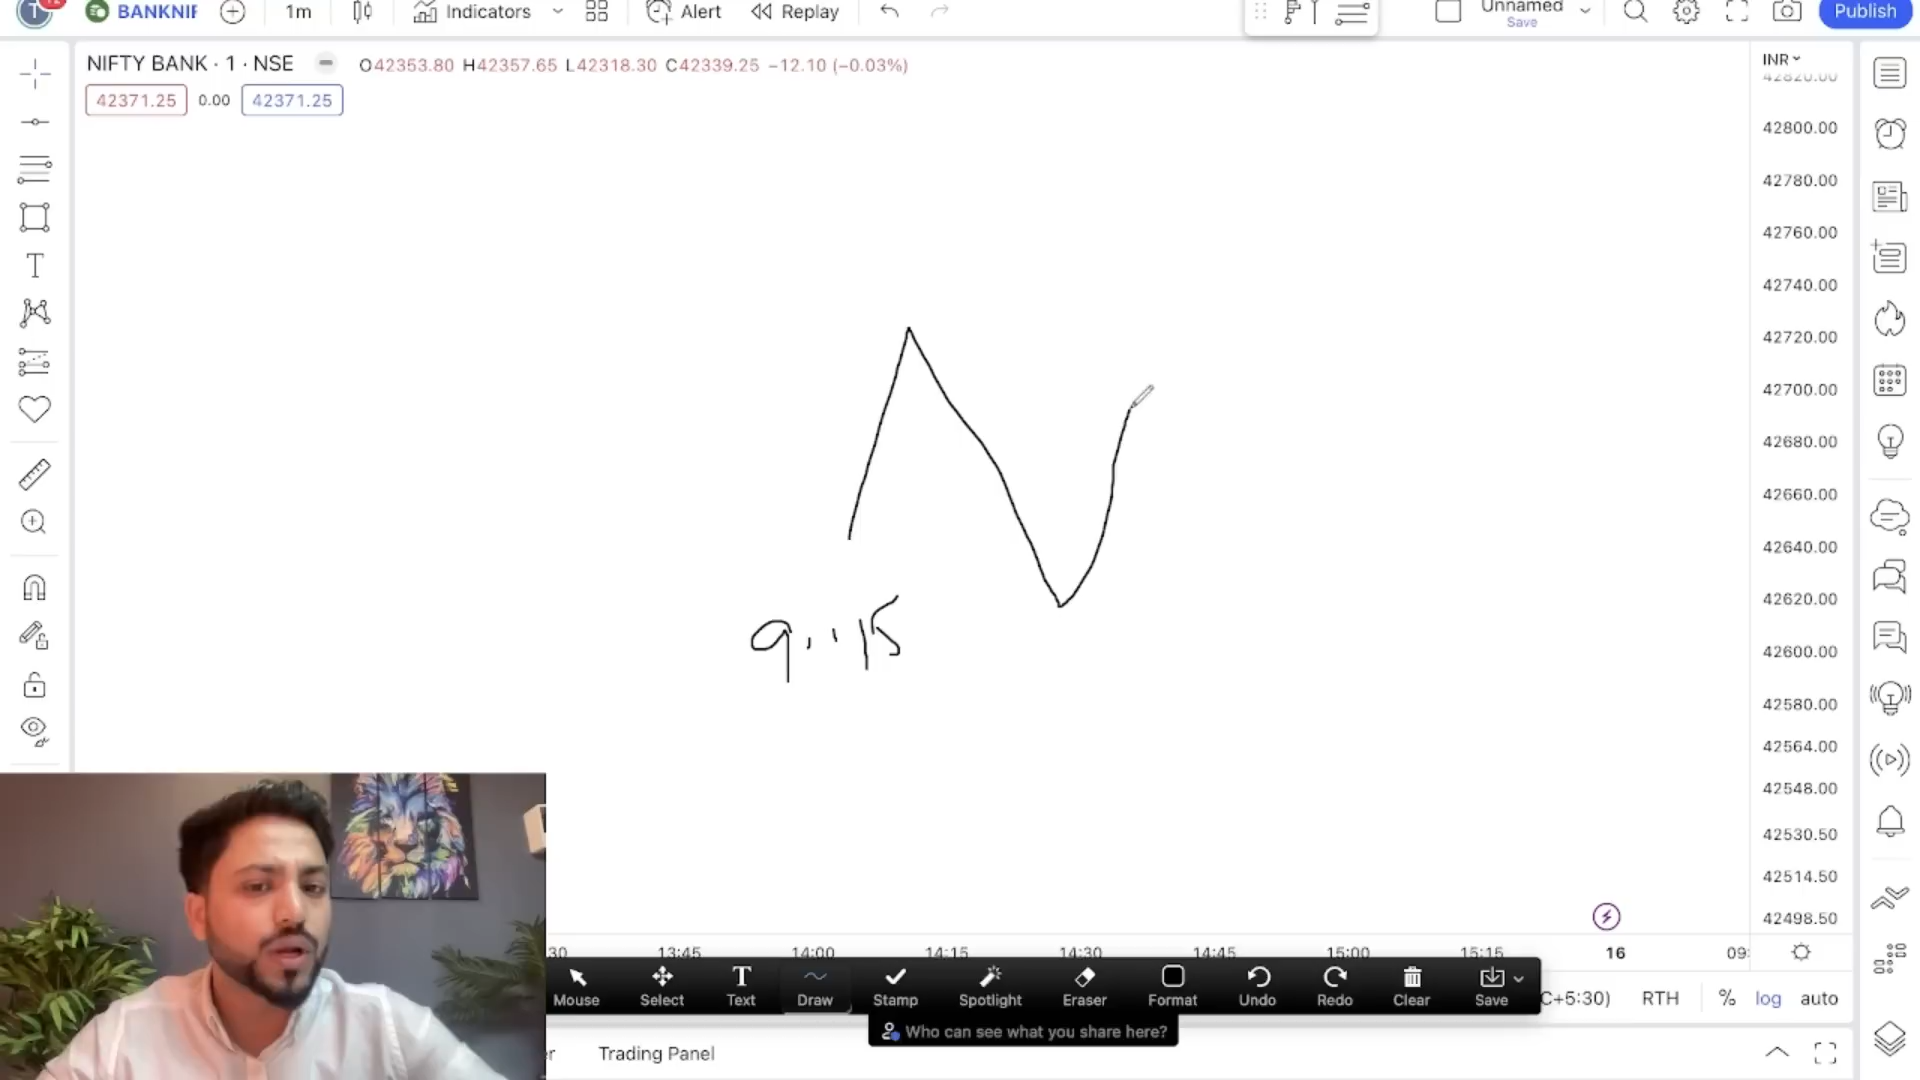 T
BANKNIF
1m
Indicators
Alert
Replay
Unnamed
Save
Publish
NIFTY BANK · 1 · NSE
O42353.80 H42357.65 L42318.30 C42339.25 −12.10 (−0.03%)
42371.25 0.00 42371.25
INR
42820.00
42800.00
42780.00
42760.00
42740.00
42720.00
42700.00
42680.00
42660.00
42640.00
42620.00
42600.00
42580.00
42564.00
42548.00
42530.50
42514.50
42498.50
9:15
30 13:45 14:00 14:15 14:30 14:45 15:00 15:15 16 09:
Mouse Select Text Draw Stamp Spotlight Eraser Format Undo Redo Clear Save
C+5:30) RTH % log auto
Who can see what you share here?
r Trading Panel